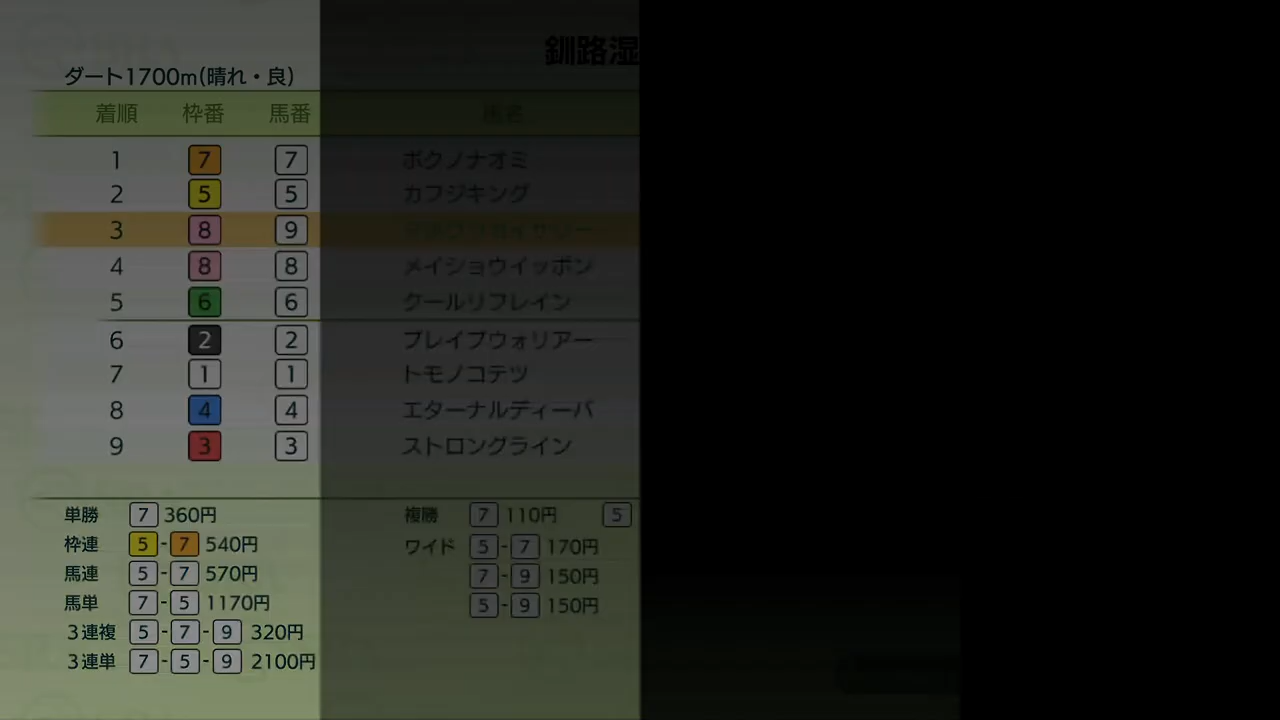 釧路湿
ダート1700m(晴れ・良)
着順 枠番 馬番 馬名
1 7 7 ボクノナオミ
2 5 5 カフジキング
3 8 9
4 8 8 メイショウイッポン
5 6 6 クールリフレイン
6 2 2 ブレイブウォリアー
7 1 1 トモノコテツ
8 4 4 エターナルディーバ
9 3 3 ストロングライン
単勝 7 360円 複勝 7 110円 5
枠連 5-7 540円 ワイド 5-7 170円
馬連 5-7 570円 7-9 150円
馬単 7-5 1170円 5-9 150円
3連複 5-7-9 320円
3連単 7-5-9 2100円